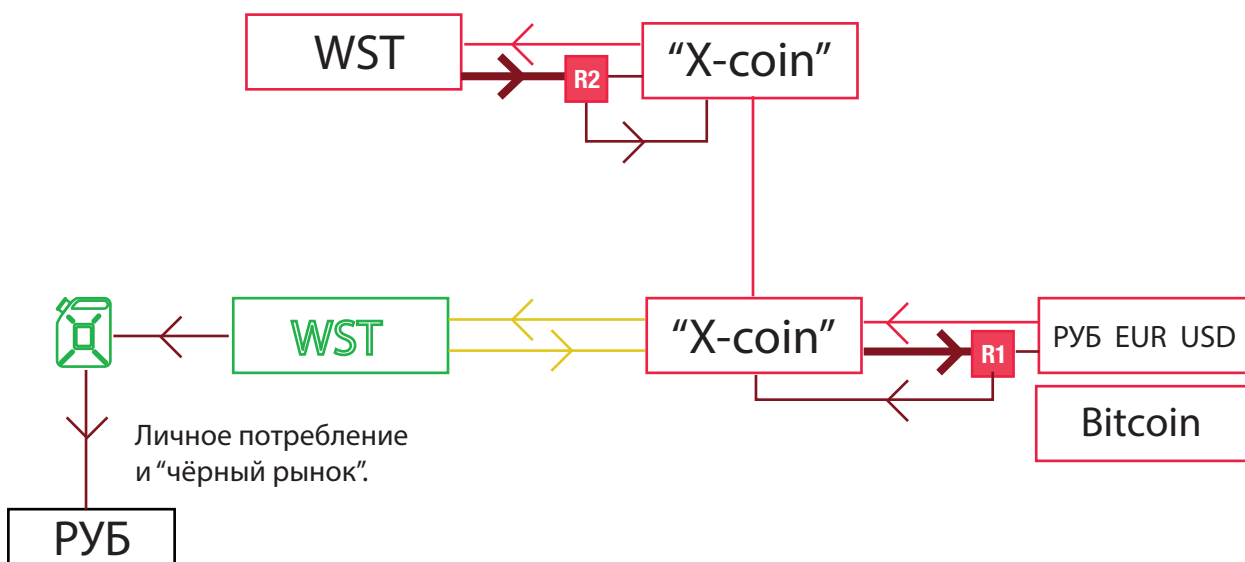 WST
R2
“X-coin”
WST
“X-coin”
R1
РУБ EUR USD
Bitcoin
Личное потребление
и “чёрный рынок”.
РУБ